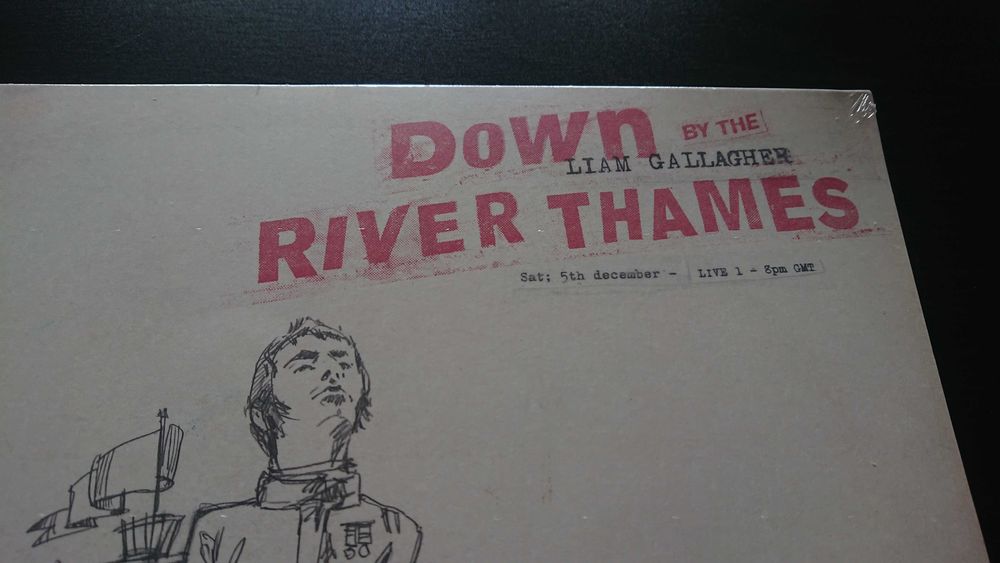 DOWN BY THE
LIAM GALLAGHER
RIVER THAMES
Sat; 5th december - LIVE 1 - 8pm GMT